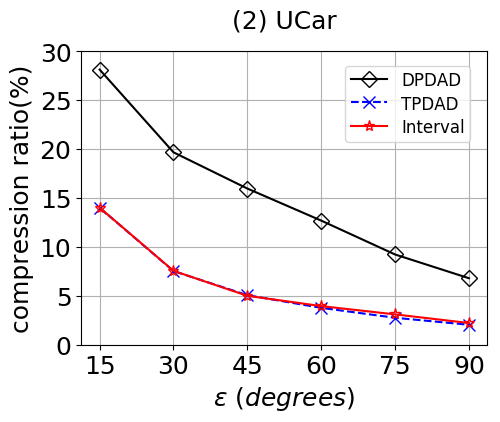 (2) UCar
compression ratio(%)
30
25
20
15
10
5
0
DPDAD
TPDAD
Interval
15 30 45 60 75 90
ε (degrees)